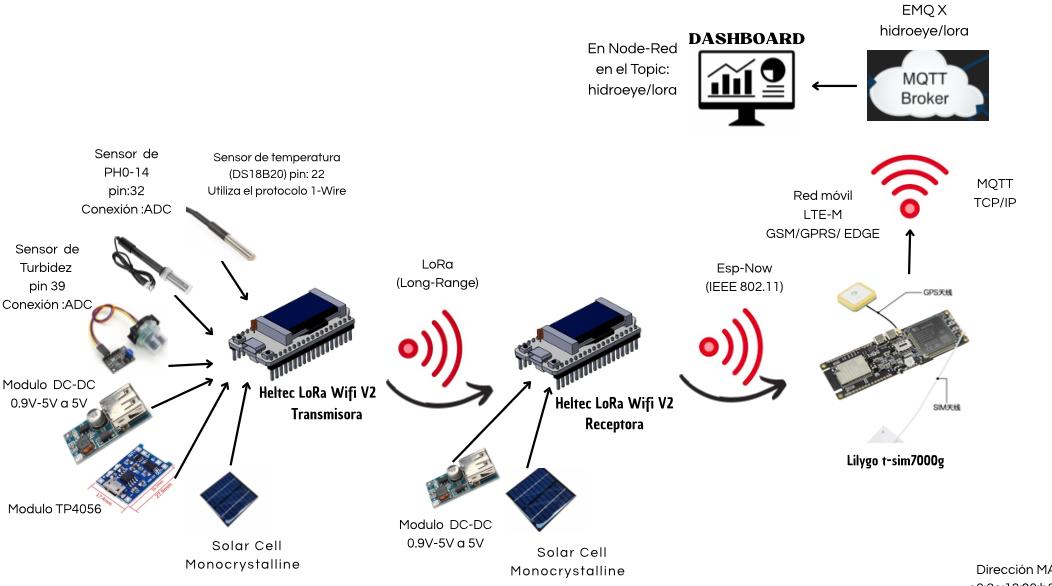 EMQ X
hidroeye/lora
DASHBOARD
En Node-Red
en el Topic:
hidroeye/lora
MQTT
Broker
Sensor de
PH0-14
pin:32
Conexión :ADC
Sensor de temperatura
(DS18B20) pin: 22
Utiliza el protocolo 1-Wire
Red móvil
LTE-M
GSM/GPRS/ EDGE
MQTT
TCP/IP
Sensor de
Turbidez
pin 39
Conexión :ADC
LoRa
(Long-Range)
Esp-Now
(IEEE 802.11)
GPS天线
Modulo DC-DC
0.9V-5V a 5V
Heltec LoRa Wifi V2
Transmisora
Heltec LoRa Wifi V2
Receptora
SIM天线
Lilygo t-sim7000g
Modulo TP4056
17.4mm
27.6mm
Modulo DC-DC
0.9V-5V a 5V
Solar Cell
Monocrystalline
Solar Cell
Monocrystalline
Dirección MA